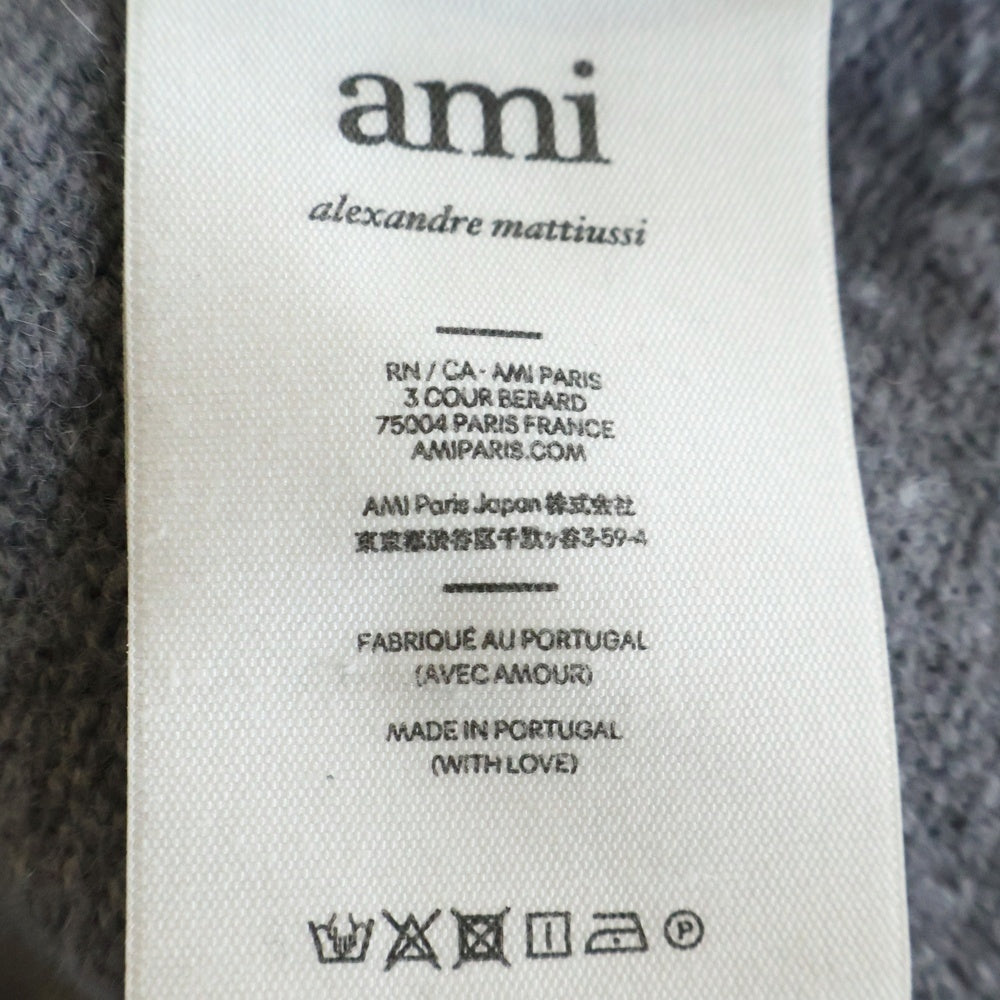 ami
alexandre mattiussi
RN / CA - AMI PARIS
3 COUR BERARD
75004 PARIS FRANCE
AMIPARIS.COM
AMI Paris Japan 株式会社
東京都渋谷区千駄ヶ谷3-59-4
FABRIQUÉ AU PORTUGAL
(AVEC AMOUR)
MADE IN PORTUGAL
(WITH LOVE)
P